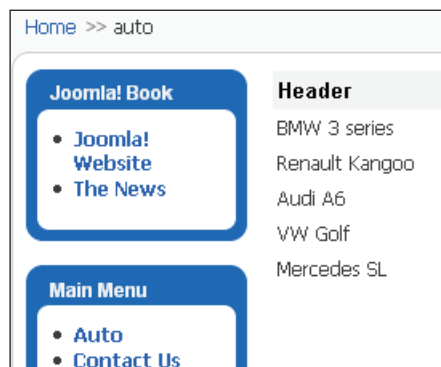 Home >> auto
Joomla! Book
Joomla!
Website
The News
Main Menu
Auto
Contact Us
Header
BMW 3 series
Renault Kangoo
Audi A6
VW Golf
Mercedes SL